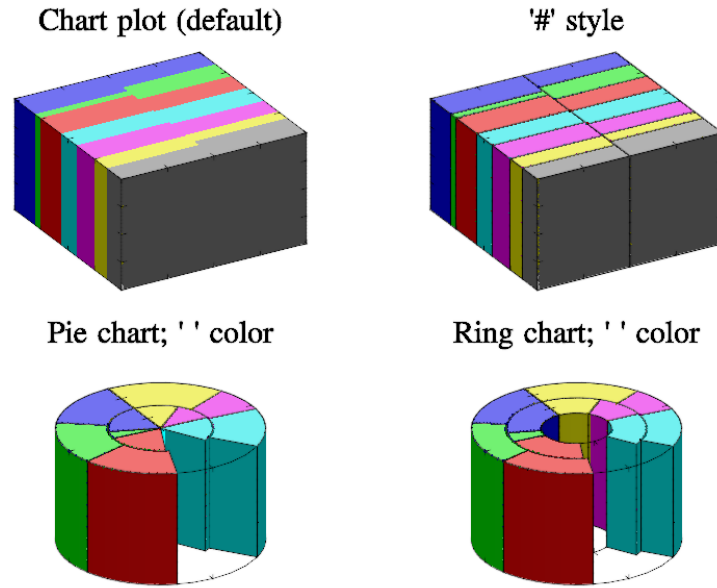 Chart plot (default)
'#' style
Pie chart; ' ' color
Ring chart; ' ' color